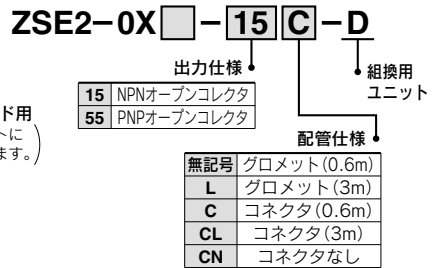 ZSE2-0X□-15C-D
出力仕様
組換用
ユニット
15 NPNオープンコレクタ
55 PNPオープンコレクタ
ド用
トに
ます。)
配管仕様
無記号 グロメット(0.6m)
L グロメット(3m)
C コネクタ(0.6m)
CL コネクタ(3m)
CN コネクタなし